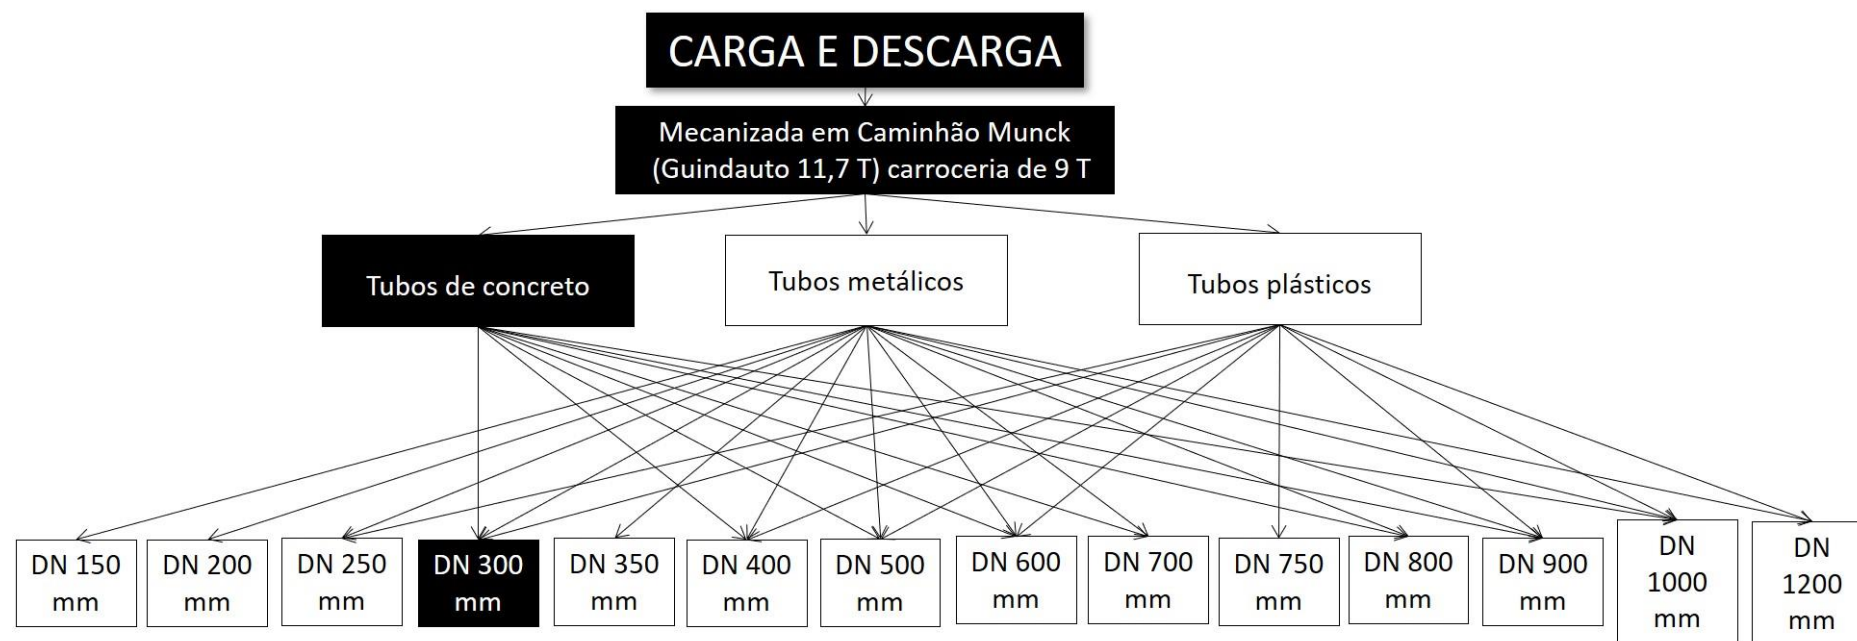 CARGA E DESCARGA
Mecanizada em Caminhão Munck
(Guindauto 11,7 T) carroceria de 9 T
Tubos de concreto
Tubos metálicos
Tubos plásticos
DN 150
mm
DN 200
mm
DN 250
mm
DN 300
mm
DN 350
mm
DN 400
mm
DN 500
mm
DN 600
mm
DN 700
mm
DN 750
mm
DN 800
mm
DN 900
mm
DN
1000
mm
DN
1200
mm